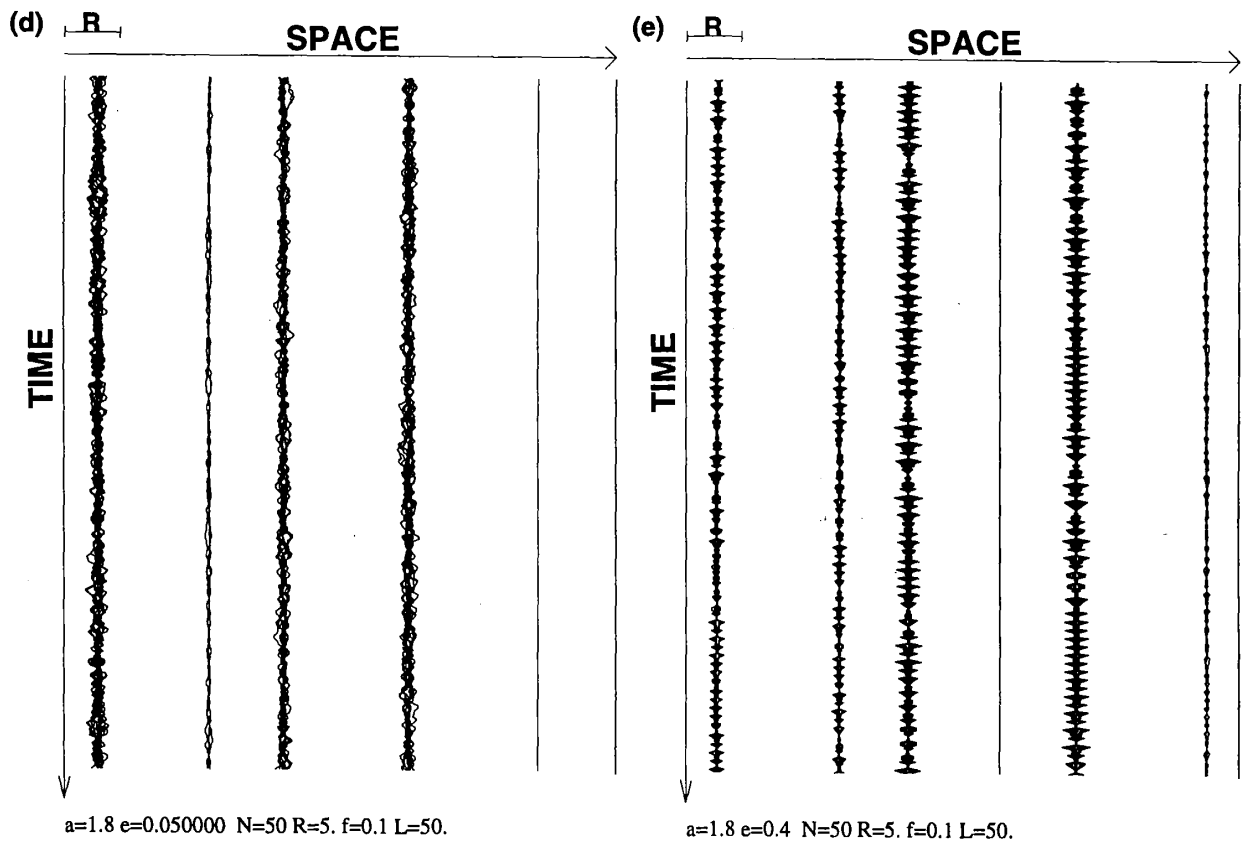 (d)
R
SPACE
TIME
a=1.8 e=0.050000 N=50 R=5. f=0.1 L=50.
(e)
R
SPACE
TIME
a=1.8 e=0.4 N=50 R=5. f=0.1 L=50.